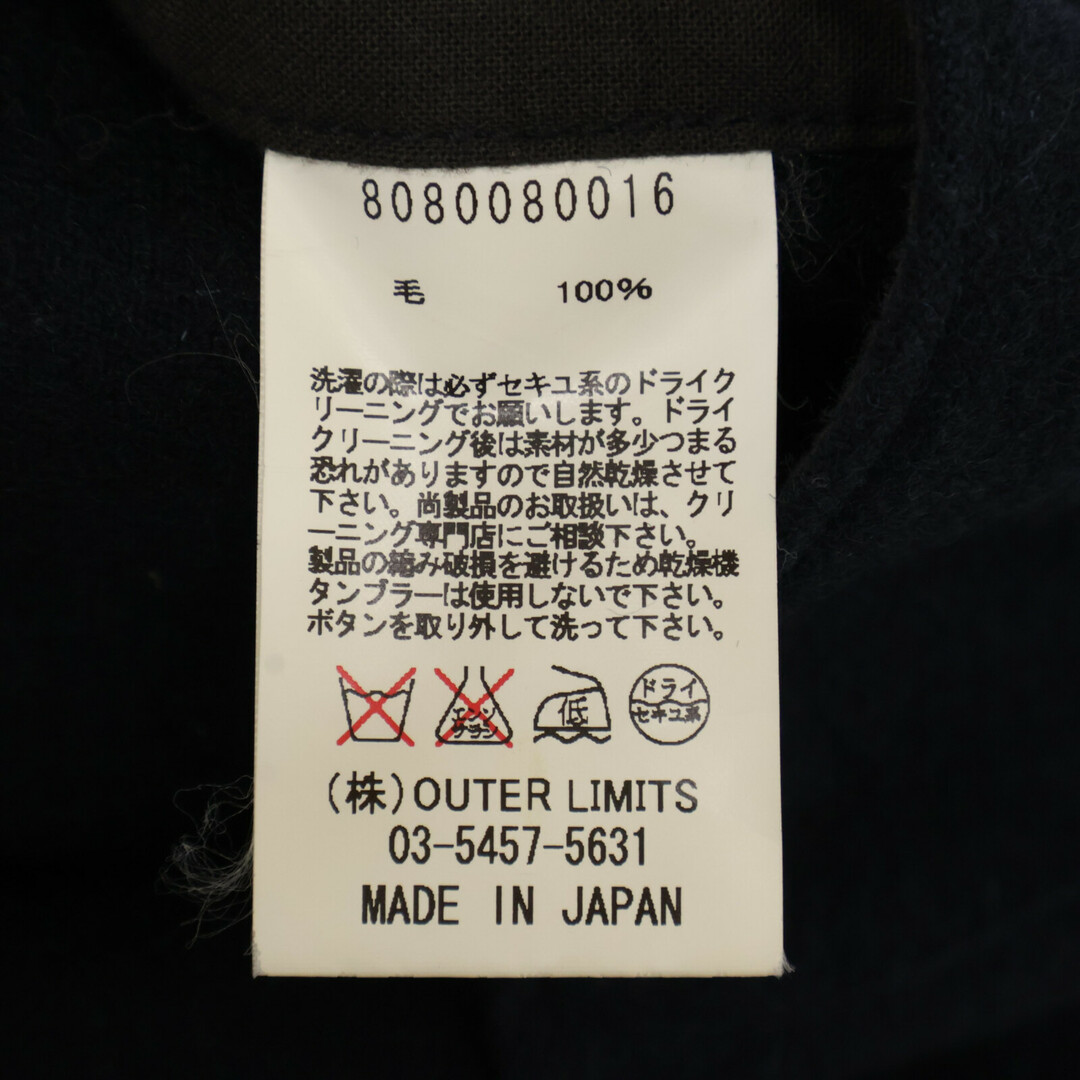 8080080016
毛 100%
洗濯の際は必ずセキユ系のドライク
リーニングでお願いします。ドライ
クリーニング後は素材が多少つまる
恐れがありますので自然乾燥させて
下さい。尚製品のお取扱いは、クリ
ーニング専門店にご相談下さい。
製品の縮み破損を避けるため乾燥機
タンブラーは使用しないで下さい。
ボタンを取り外して洗って下さい。
エンソ
サラシ
低
ドライ
セキユ系
(株)OUTER LIMITS
03-5457-5631
MADE IN JAPAN